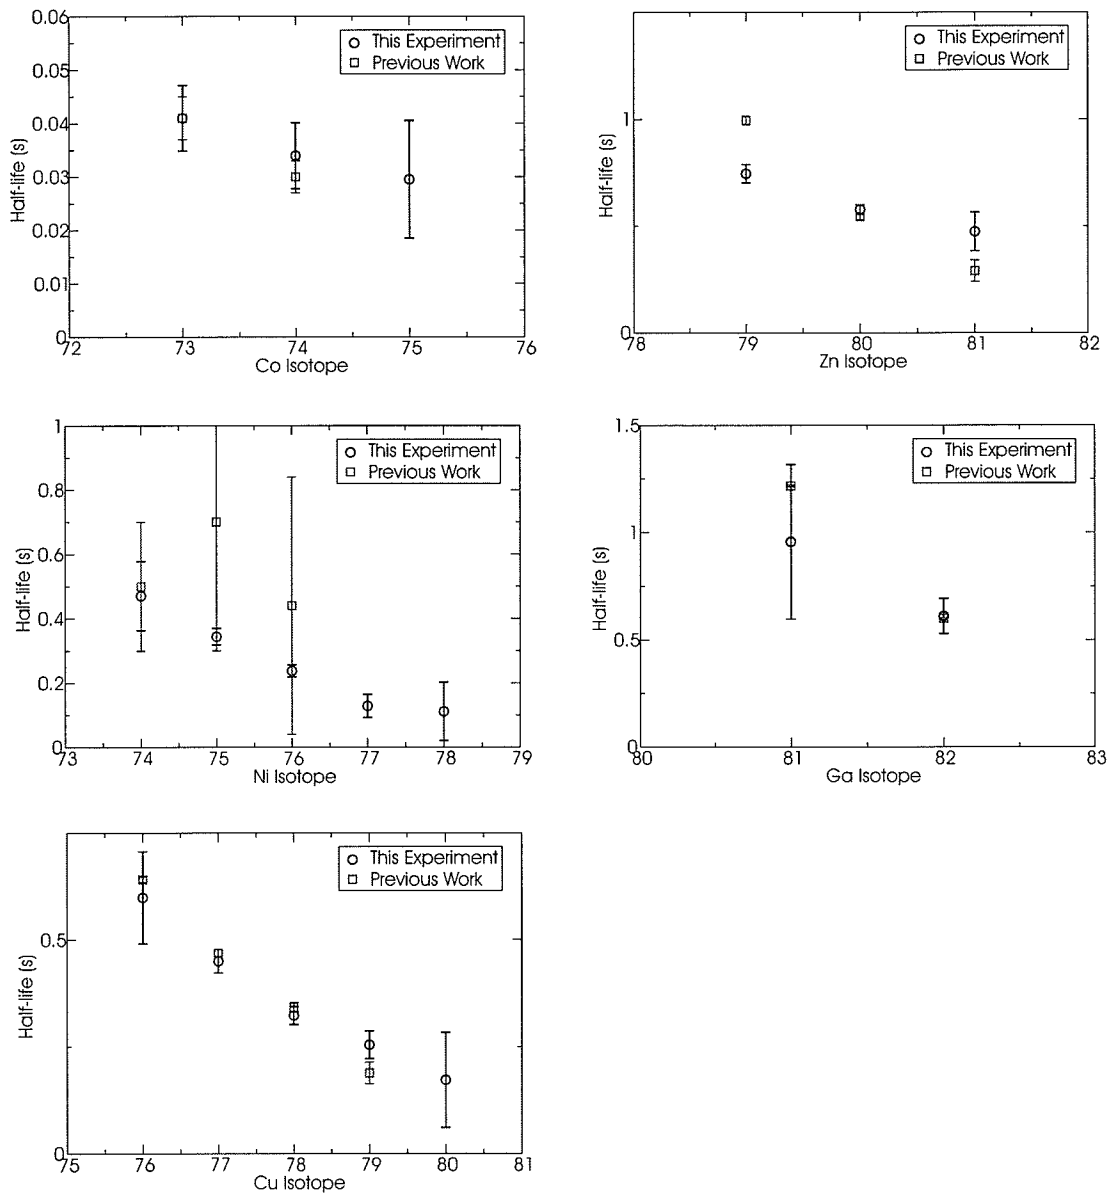 0.06
0.05
0.04
0.03
0.02
0.01
0
Half-life (s)
This Experiment
Previous Work
72 73 74 75 76
Co Isotope
1
0
Half-life (s)
This Experiment
Previous Work
78 79 80 81 82
Zn Isotope
1
0.8
0.6
0.4
0.2
0
Half-life (s)
This Experiment
Previous Work
73 74 75 76 77 78 79
Ni Isotope
1.5
1
0.5
0
Half-life (s)
This Experiment
Previous Work
80 81 82 83
Ga Isotope
0.5
0
Half-life (s)
This Experiment
Previous Work
75 76 77 78 79 80 81
Cu Isotope